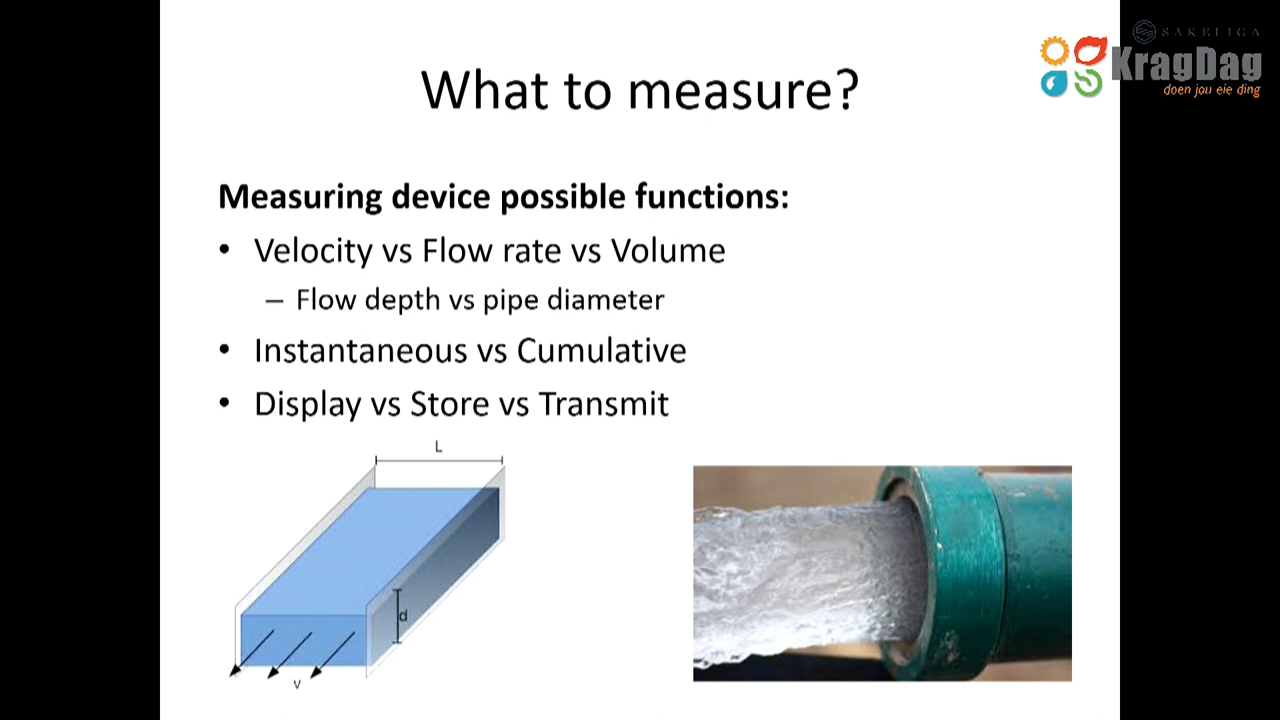 SAKELIGA
KragDag
doen jou eie ding
What to measure?
Measuring device possible functions:
• Velocity vs Flow rate vs Volume
– Flow depth vs pipe diameter
• Instantaneous vs Cumulative
• Display vs Store vs Transmit
L
d
v